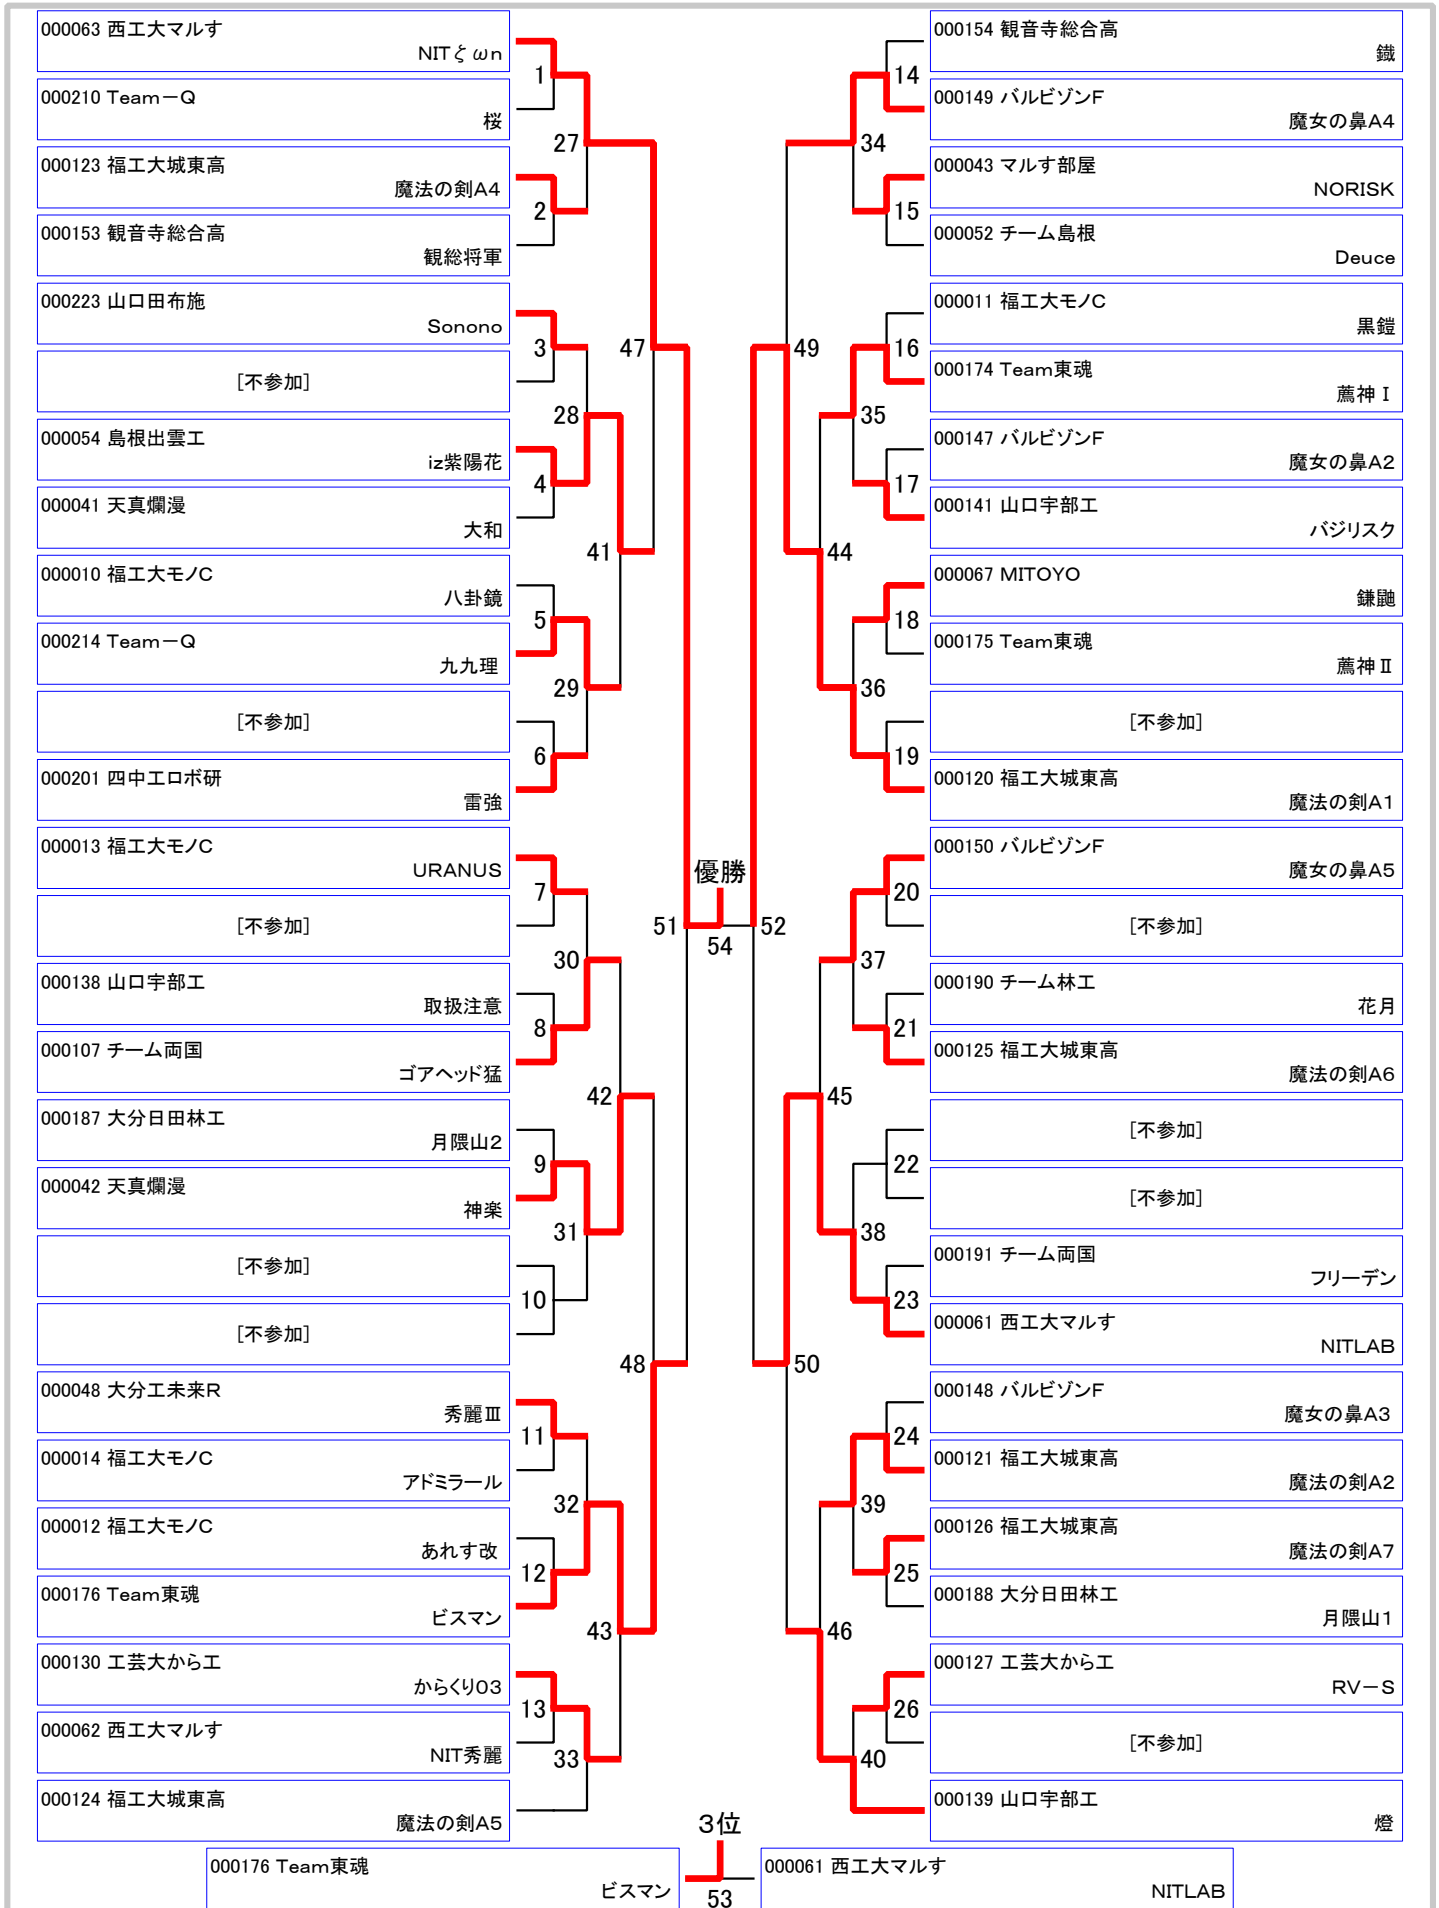 000063 西工大マルす
NITζωn
1
000210 Team－Q
桜
27
000123 福工大城東高
魔法の剣A4
2
000153 観音寺総合高
観総将軍
000223 山口田布施
Sonono
3
47
[不参加]
28
000054 島根出雲工
iz紫陽花
4
000041 天真爛漫
大和
41
000010 福工大モノC
八卦鏡
5
000214 Team－Q
九九理
29
[不参加]
6
000201 四中工ロボ研
雷強
000013 福工大モノC
URANUS
7
[不参加]
51
30
000138 山口宇部工
取扱注意
8
000107 チーム両国
ゴアヘッド猛
42
000187 大分日田林工
月隈山2
9
000042 天真爛漫
神楽
31
[不参加]
10
[不参加]
48
000048 大分工未来R
秀麗Ⅲ
11
000014 福工大モノC
アドミラール
32
000012 福工大モノC
あれす改
12
000176 Team東魂
ビスマン
43
000130 工芸大から工
からくり03
13
000062 西工大マルす
NIT秀麗
33
000124 福工大城東高
魔法の剣A5
優勝
54
000154 観音寺総合高
鐡
14
000149 バルビゾンF
魔女の鼻A4
34
000043 マルす部屋
NORISK
15
000052 チーム島根
Deuce
000011 福工大モノC
黒鎧
49
16
000174 Team東魂
薦神Ⅰ
35
000147 バルビゾンF
魔女の鼻A2
17
000141 山口宇部工
バジリスク
44
000067 MITOYO
鎌鼬
18
000175 Team東魂
薦神Ⅱ
36
[不参加]
19
000120 福工大城東高
魔法の剣A1
000150 バルビゾンF
魔女の鼻A5
20
[不参加]
52
37
000190 チーム林工
花月
21
000125 福工大城東高
魔法の剣A6
45
[不参加]
22
[不参加]
38
000191 チーム両国
フリーデン
23
000061 西工大マルす
NITLAB
50
000148 バルビゾンF
魔女の鼻A3
24
000121 福工大城東高
魔法の剣A2
39
000126 福工大城東高
魔法の剣A7
25
000188 大分日田林工
月隈山1
46
000127 工芸大から工
RV－S
26
[不参加]
40
000139 山口宇部工
燈
3位
000176 Team東魂
ビスマン
53
000061 西工大マルす
NITLAB